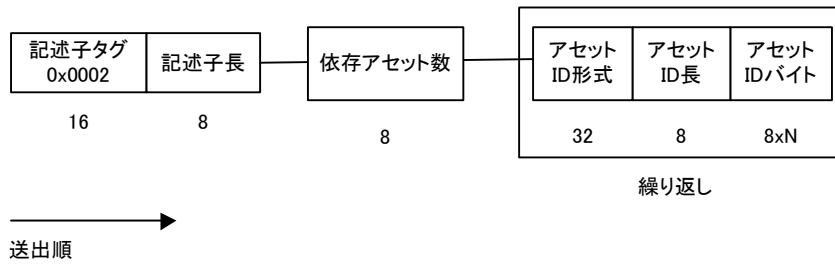 記述子タグ
0x0002
記述子長
依存アセット数
アセット
ID形式
アセット
ID長
アセット
IDバイト
16
8
8
32
8
8xN
繰り返し
送出順